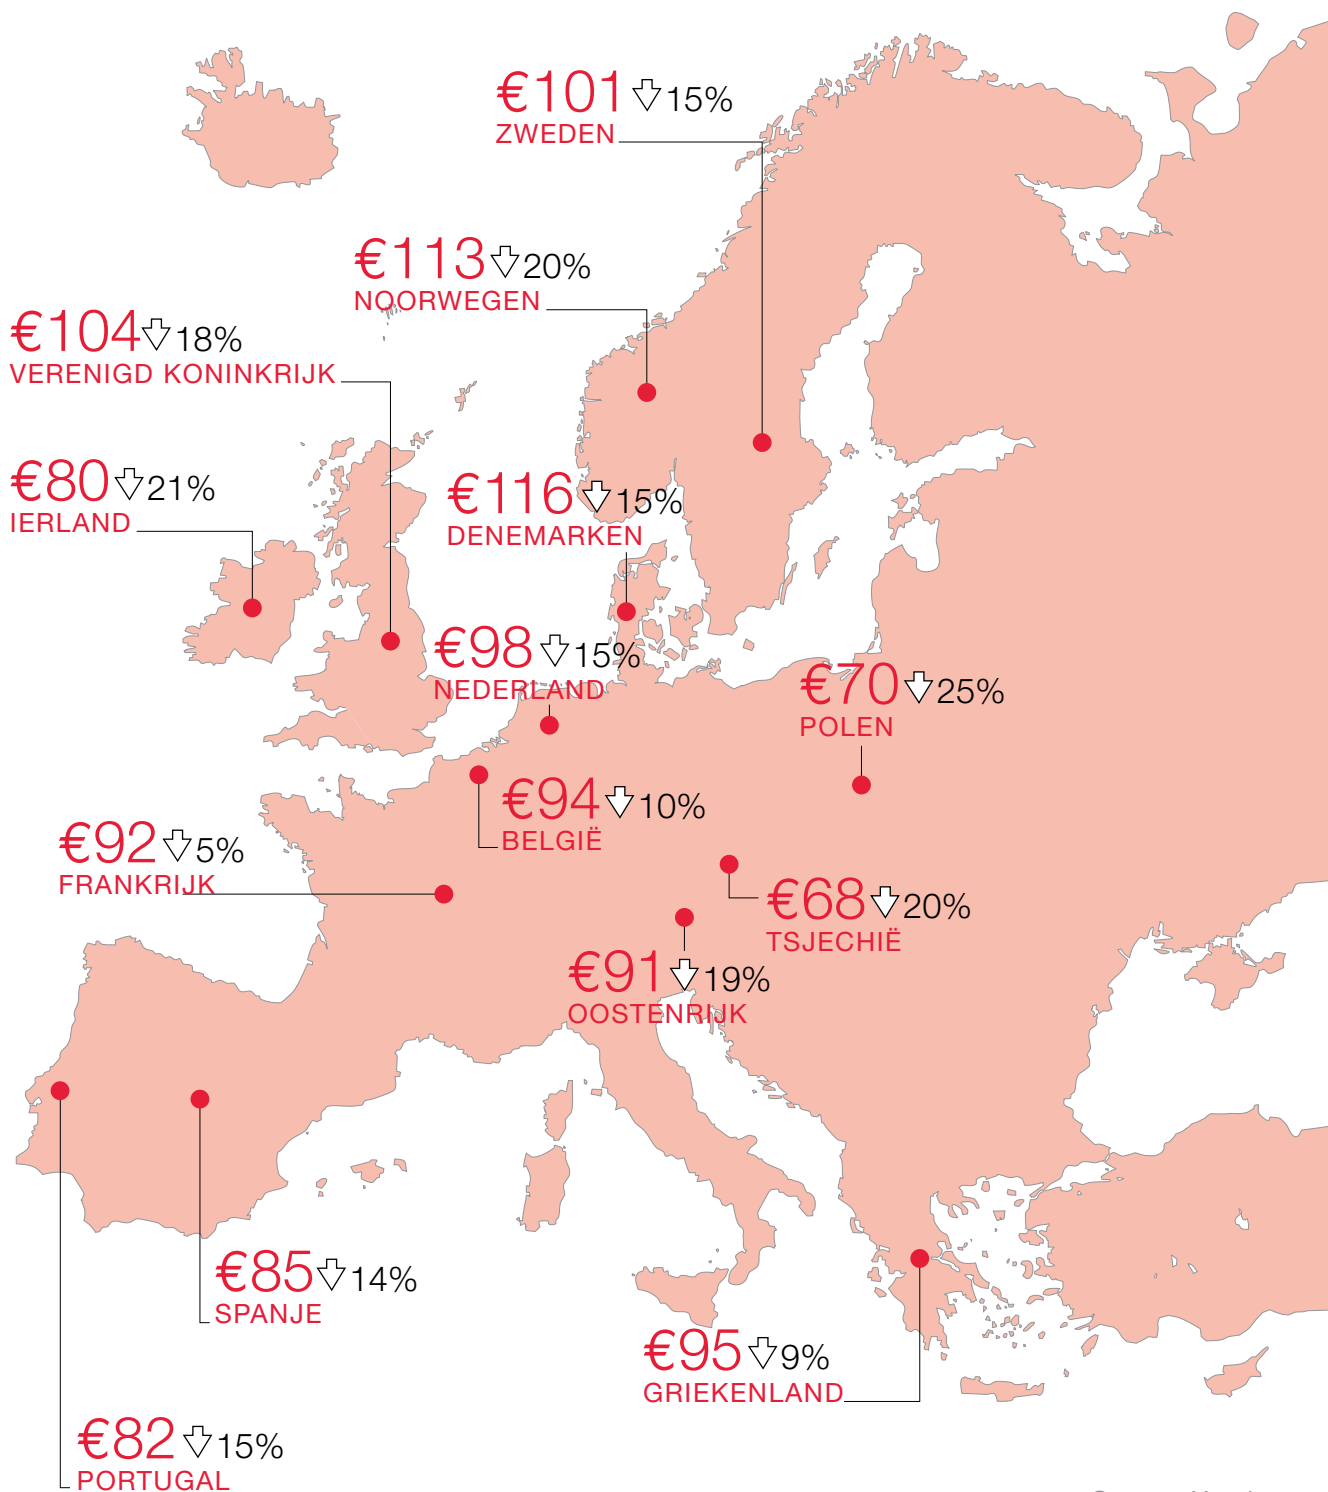 €101 15%
ZWEDEN
€113 20%
NOORWEGEN
€104 18%
VERENIGD KONINKRIJK
€80 21%
IERLAND
€116 15%
DENEMARKEN
€98 15%
NEDERLAND
€70 25%
POLEN
€94 10%
BELGIË
€92 5%
FRANKRIJK
€68 20%
TSJECHIË
€91 19%
OOSTENRIJK
€85 14%
SPANJE
€95 9%
GRIEKENLAND
€82 15%
PORTUGAL